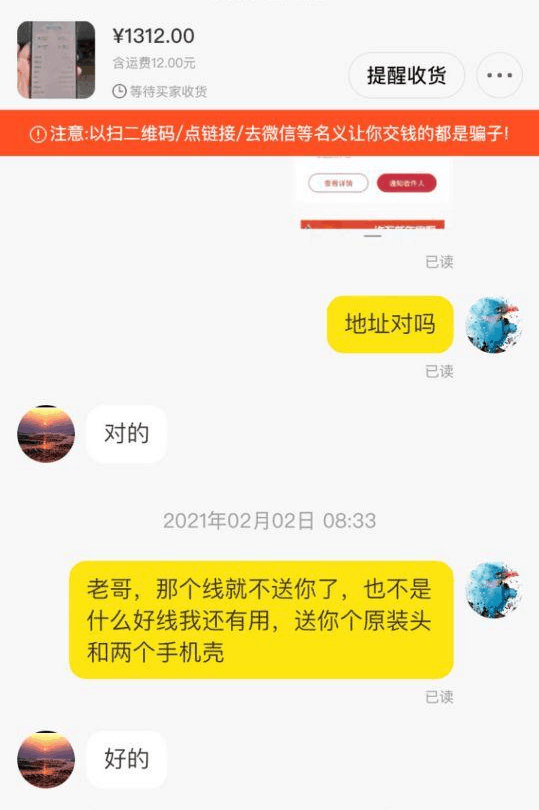 ¥1312.00
含运费12.00元
等待买家收货
提醒收货
注意:以扫二维码/点链接/去微信等名义让你交钱的都是骗子!
查看详情
通知收件人
已读
地址对吗
已读
对的
2021年02月02日 08:33
老哥，那个线就不送你了，也不是
什么好线我还有用，送你个原装头
和两个手机壳
已读
好的